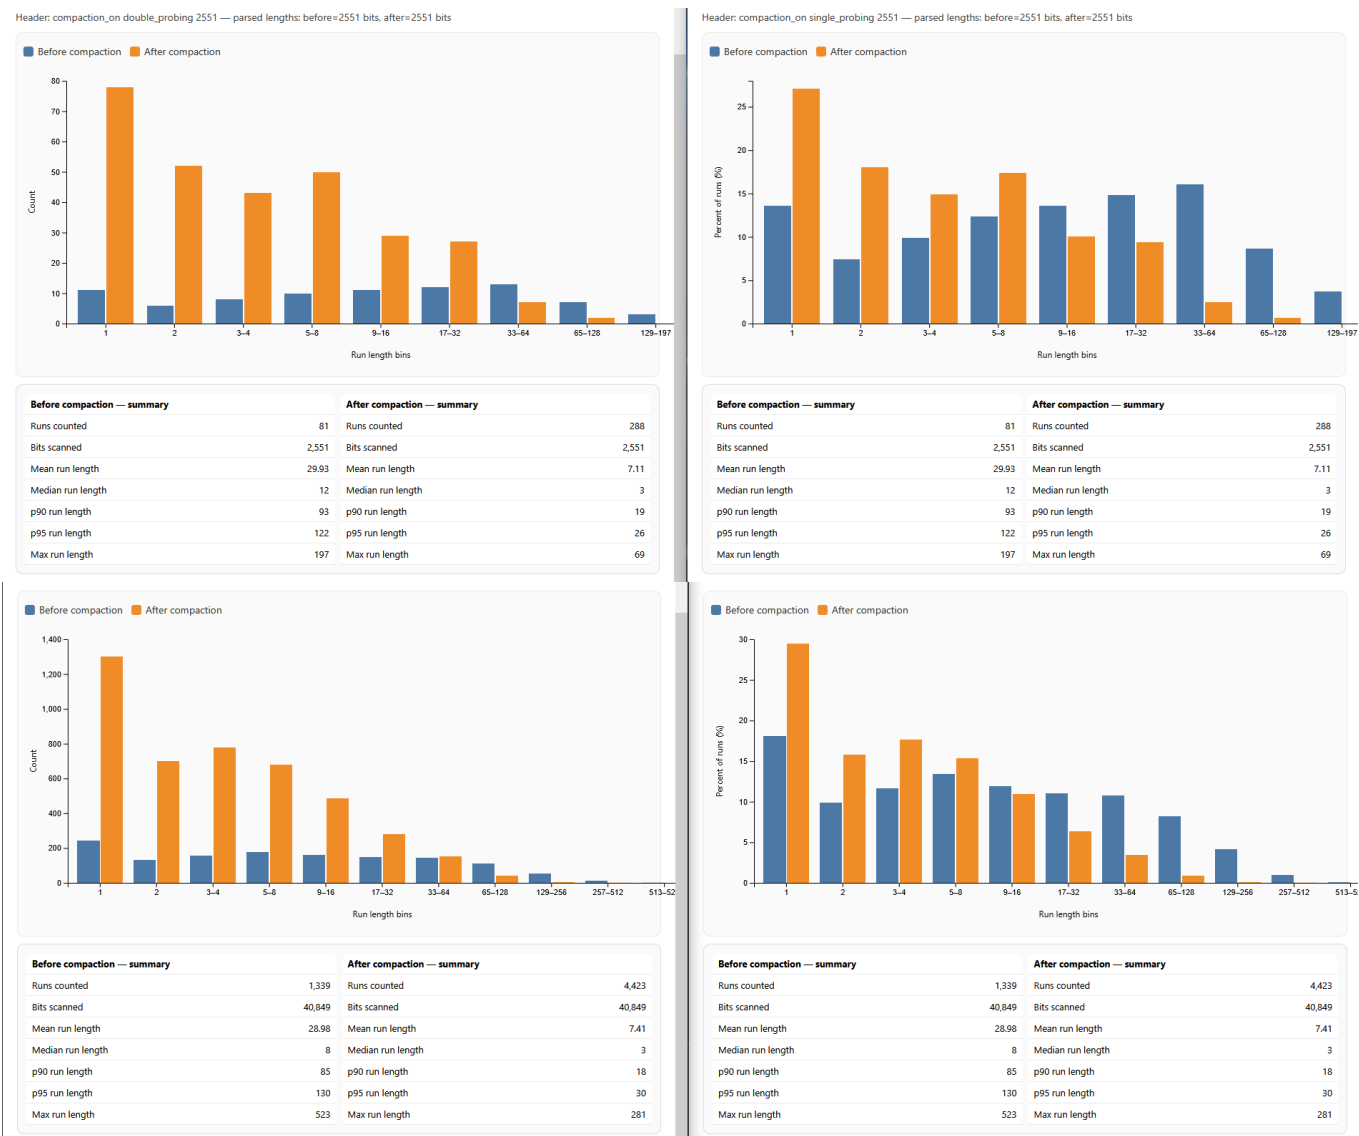 Header: compaction_on double_probing 2551 — parsed lengths: before=2551 bits, after=2551 bits
Before compaction After compaction
80
70
60
50
40
30
20
10
0
Count
1 2 3–4 5–8 9–16 17–32 33–64 65–128 129–197
Run length bins
Before compaction — summary After compaction — summary
Runs counted 81 Runs counted 288
Bits scanned 2,551 Bits scanned 2,551
Mean run length 29.93 Mean run length 7.11
Median run length 12 Median run length 3
p90 run length 93 p90 run length 19
p95 run length 122 p95 run length 26
Max run length 197 Max run length 69
Header: compaction_on single_probing 2551 — parsed lengths: before=2551 bits, after=2551 bits
Before compaction After compaction
25
20
15
10
5
0
Percent of runs (%)
1 2 3–4 5–8 9–16 17–32 33–64 65–128 129–197
Run length bins
Before compaction — summary After compaction — summary
Runs counted 81 Runs counted 288
Bits scanned 2,551 Bits scanned 2,551
Mean run length 29.93 Mean run length 7.11
Median run length 12 Median run length 3
p90 run length 93 p90 run length 19
p95 run length 122 p95 run length 26
Max run length 197 Max run length 69
Before compaction After compaction
1,400
1,200
1,000
800
600
400
200
0
Count
1 2 3–4 5–8 9–16 17–32 33–64 65–128 129–256 257–512 513–52
Run length bins
Before compaction — summary After compaction — summary
Runs counted 1,339 Runs counted 4,423
Bits scanned 40,849 Bits scanned 40,849
Mean run length 28.98 Mean run length 7.41
Median run length 8 Median run length 3
p90 run length 85 p90 run length 18
p95 run length 130 p95 run length 30
Max run length 523 Max run length 281
Before compaction After compaction
30
25
20
15
10
5
0
Percent of runs (%)
1 2 3–4 5–8 9–16 17–32 33–64 65–128 129–256 257–512 513–5
Run length bins
Before compaction — summary After compaction — summary
Runs counted 1,339 Runs counted 4,423
Bits scanned 40,849 Bits scanned 40,849
Mean run length 28.98 Mean run length 7.41
Median run length 8 Median run length 3
p90 run length 85 p90 run length 18
p95 run length 130 p95 run length 30
Max run length 523 Max run length 281